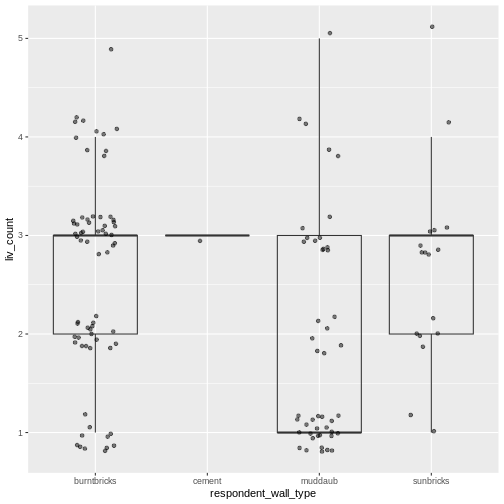 liv_count
5
4
3
2
1
burntbricks cement muddaub sunbricks
respondent_wall_type